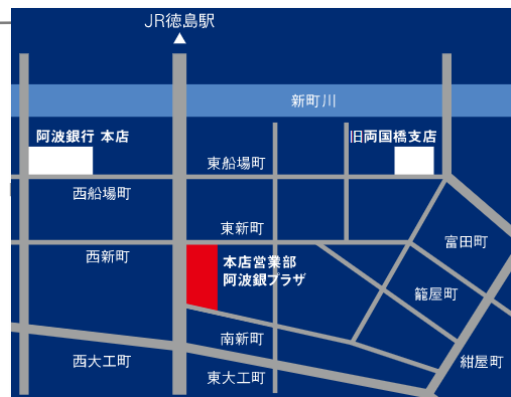 JR徳島駅
新町川
阿波銀行 本店
旧両国橋支店
東船場町
西船場町
東新町
富田町
西新町
本店営業部
阿波銀プラザ
籠屋町
南新町
西大工町
紺屋町
東大工町